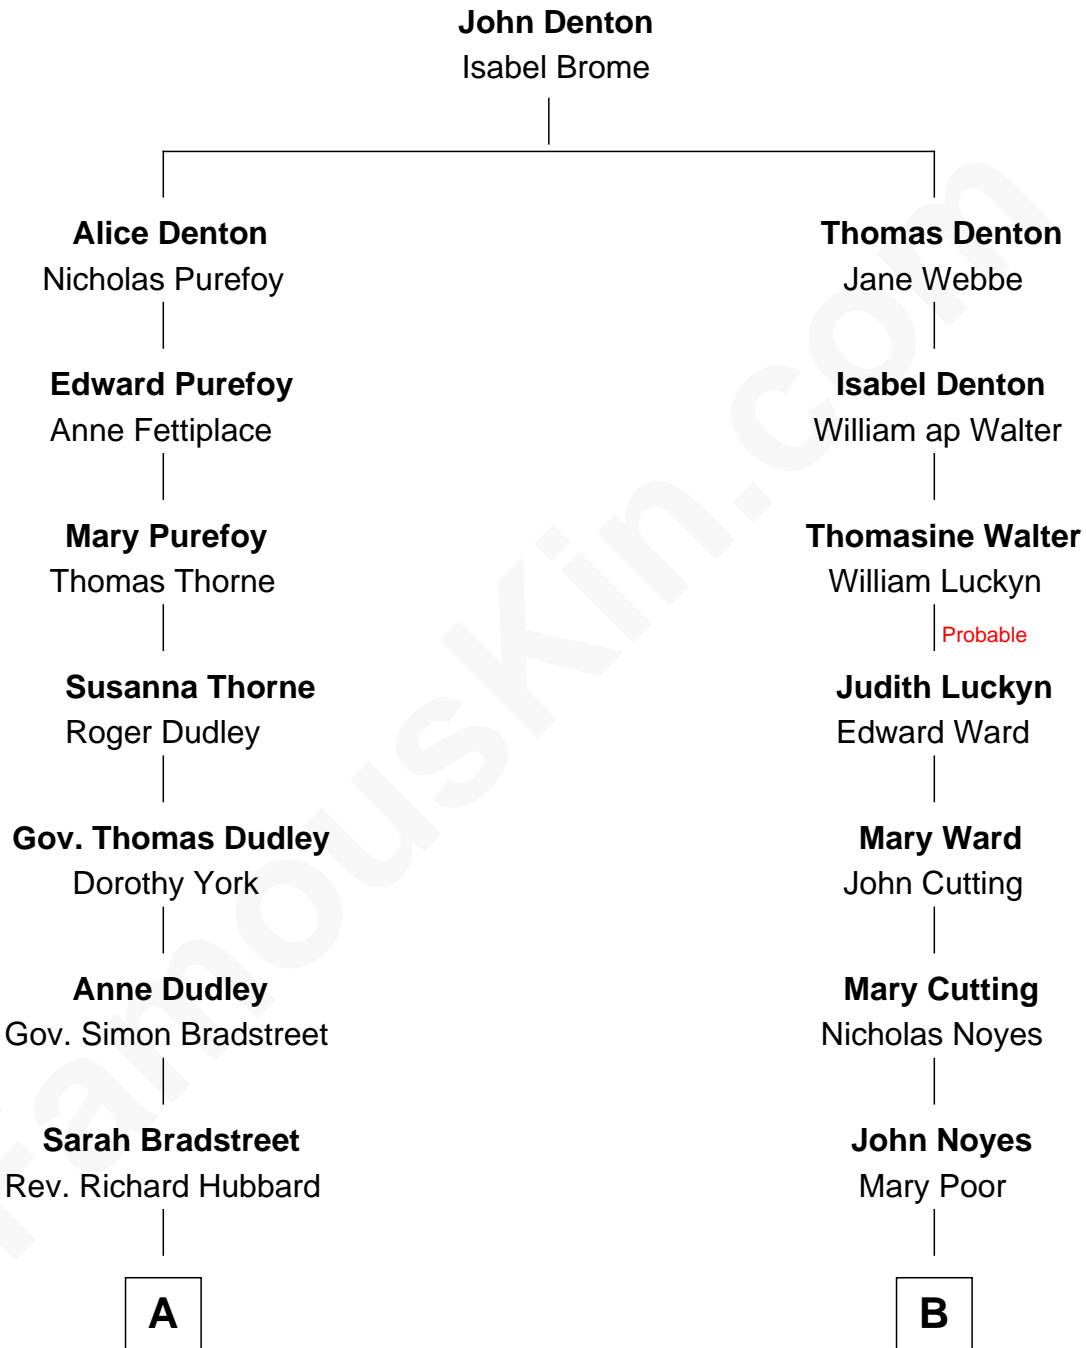 John Denton
Isabel Brome
Alice Denton
Nicholas Purefoy
Thomas Denton
Jane Webbe
Edward Purefoy
Anne Fettiplace
Isabel Denton
William ap Walter
Mary Purefoy
Thomas Thorne
Thomasine Walter
William Luckyn
Probable
Susanna Thorne
Roger Dudley
Judith Luckyn
Edward Ward
Gov. Thomas Dudley
Dorothy York
Mary Ward
John Cutting
Anne Dudley
Gov. Simon Bradstreet
Mary Cutting
Nicholas Noyes
Sarah Bradstreet
Rev. Richard Hubbard
John Noyes
Mary Poor
A
B
FamousKin.com